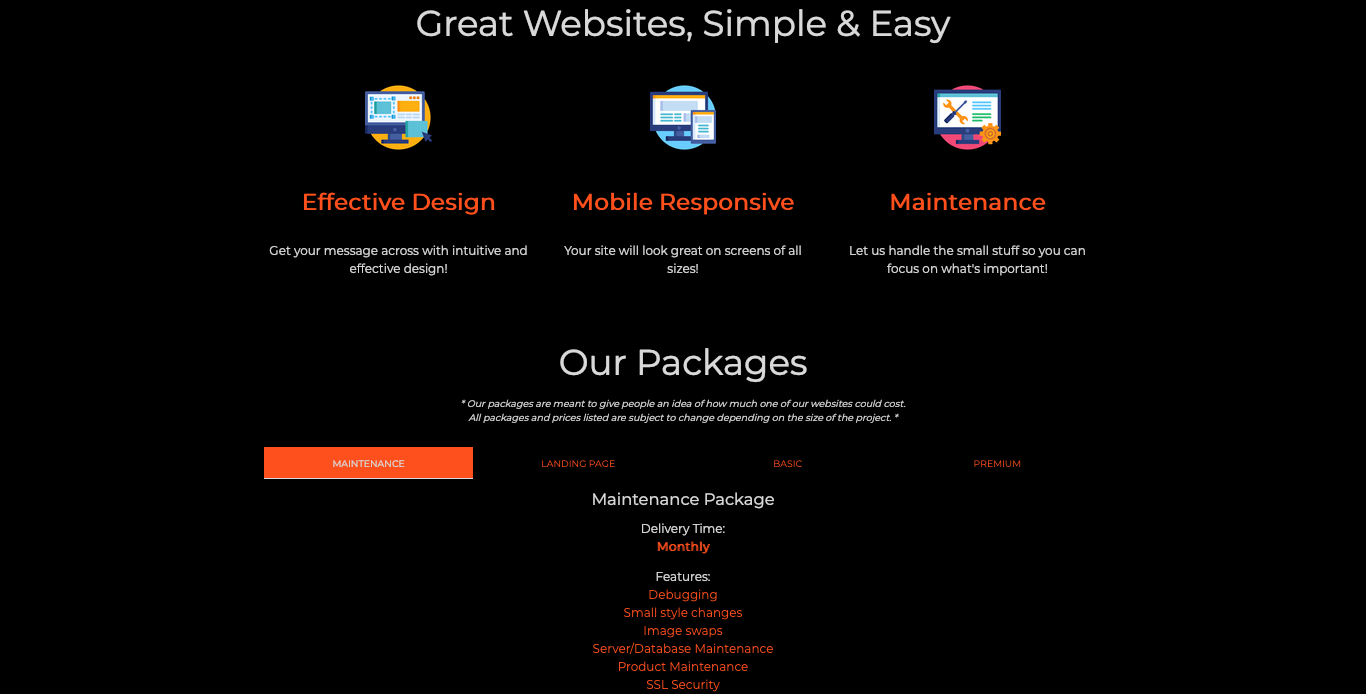 Great Websites, Simple & Easy
Effective Design
Mobile Responsive
Maintenance
Get your message across with intuitive and
effective design!
Your site will look great on screens of all
sizes!
Let us handle the small stuff so you can
focus on what's important!
Our Packages
* Our packages are meant to give people an idea of how much one of our websites could cost.
All packages and prices listed are subject to change depending on the size of the project. *
MAINTENANCE
LANDING PAGE
BASIC
PREMIUM
Maintenance Package
Delivery Time:
Monthly
Features:
Debugging
Small style changes
Image swaps
Server/Database Maintenance
Product Maintenance
SSL Security